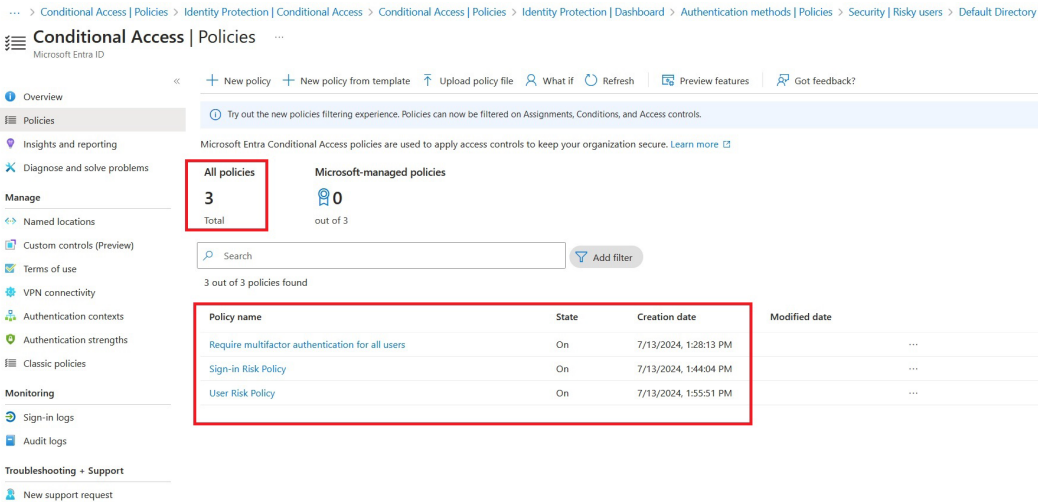 ··· > Conditional Access | Policies > Identity Protection | Conditional Access > Conditional Access | Policies > Identity Protection | Dashboard > Authentication methods | Policies > Security | Risky users > Default Directory
Conditional Access | Policies ···
Microsoft Entra ID
«
New policy New policy from template Upload policy file What if Refresh Preview features Got feedback?
Overview
Policies
Insights and reporting
Diagnose and solve problems
Manage
Named locations
Custom controls (Preview)
Terms of use
VPN connectivity
Authentication contexts
Authentication strengths
Classic policies
Monitoring
Sign-in logs
Audit logs
Troubleshooting + Support
New support request
Try out the new policies filtering experience. Policies can now be filtered on Assignments, Conditions, and Access controls.
Microsoft Entra Conditional Access policies are used to apply access controls to keep your organization secure. Learn more
All policies Microsoft-managed policies
3 0
Total out of 3
Search Add filter
3 out of 3 policies found
Policy name State Creation date Modified date
Require multifactor authentication for all users On 7/13/2024, 1:28:13 PM ···
Sign-in Risk Policy On 7/13/2024, 1:44:04 PM ···
User Risk Policy On 7/13/2024, 1:55:51 PM ···